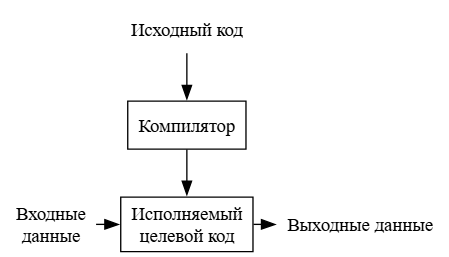 Исходный код
Компилятор
Входные
данные
Исполняемый
целевой код
Выходные данные